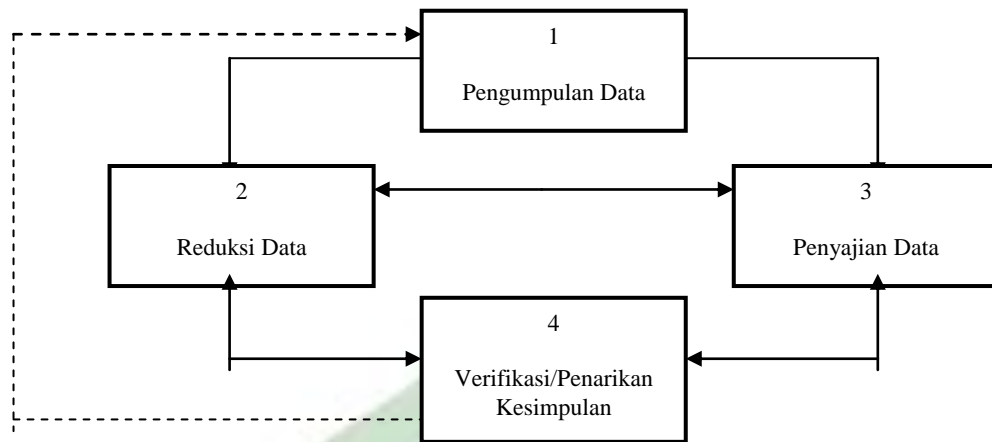 1
Pengumpulan Data
2
Reduksi Data
3
Penyajian Data
4
Verifikasi/Penarikan
Kesimpulan